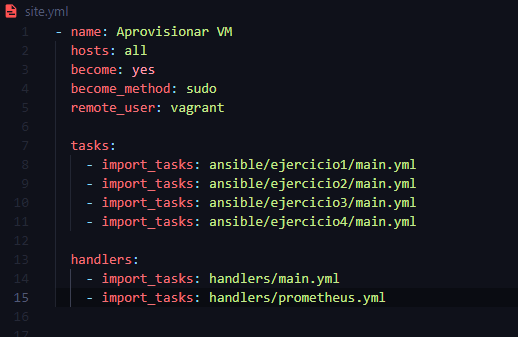 site.yml
1 - name: Aprovisionar VM
2 hosts: all
3 become: yes
4 become_method: sudo
5 remote_user: vagrant
6
7 tasks:
8 - import_tasks: ansible/ejercicio1/main.yml
9 - import_tasks: ansible/ejercicio2/main.yml
10 - import_tasks: ansible/ejercicio3/main.yml
11 - import_tasks: ansible/ejercicio4/main.yml
12
13 handlers:
14 - import_tasks: handlers/main.yml
15 - import_tasks: handlers/prometheus.yml
16
17